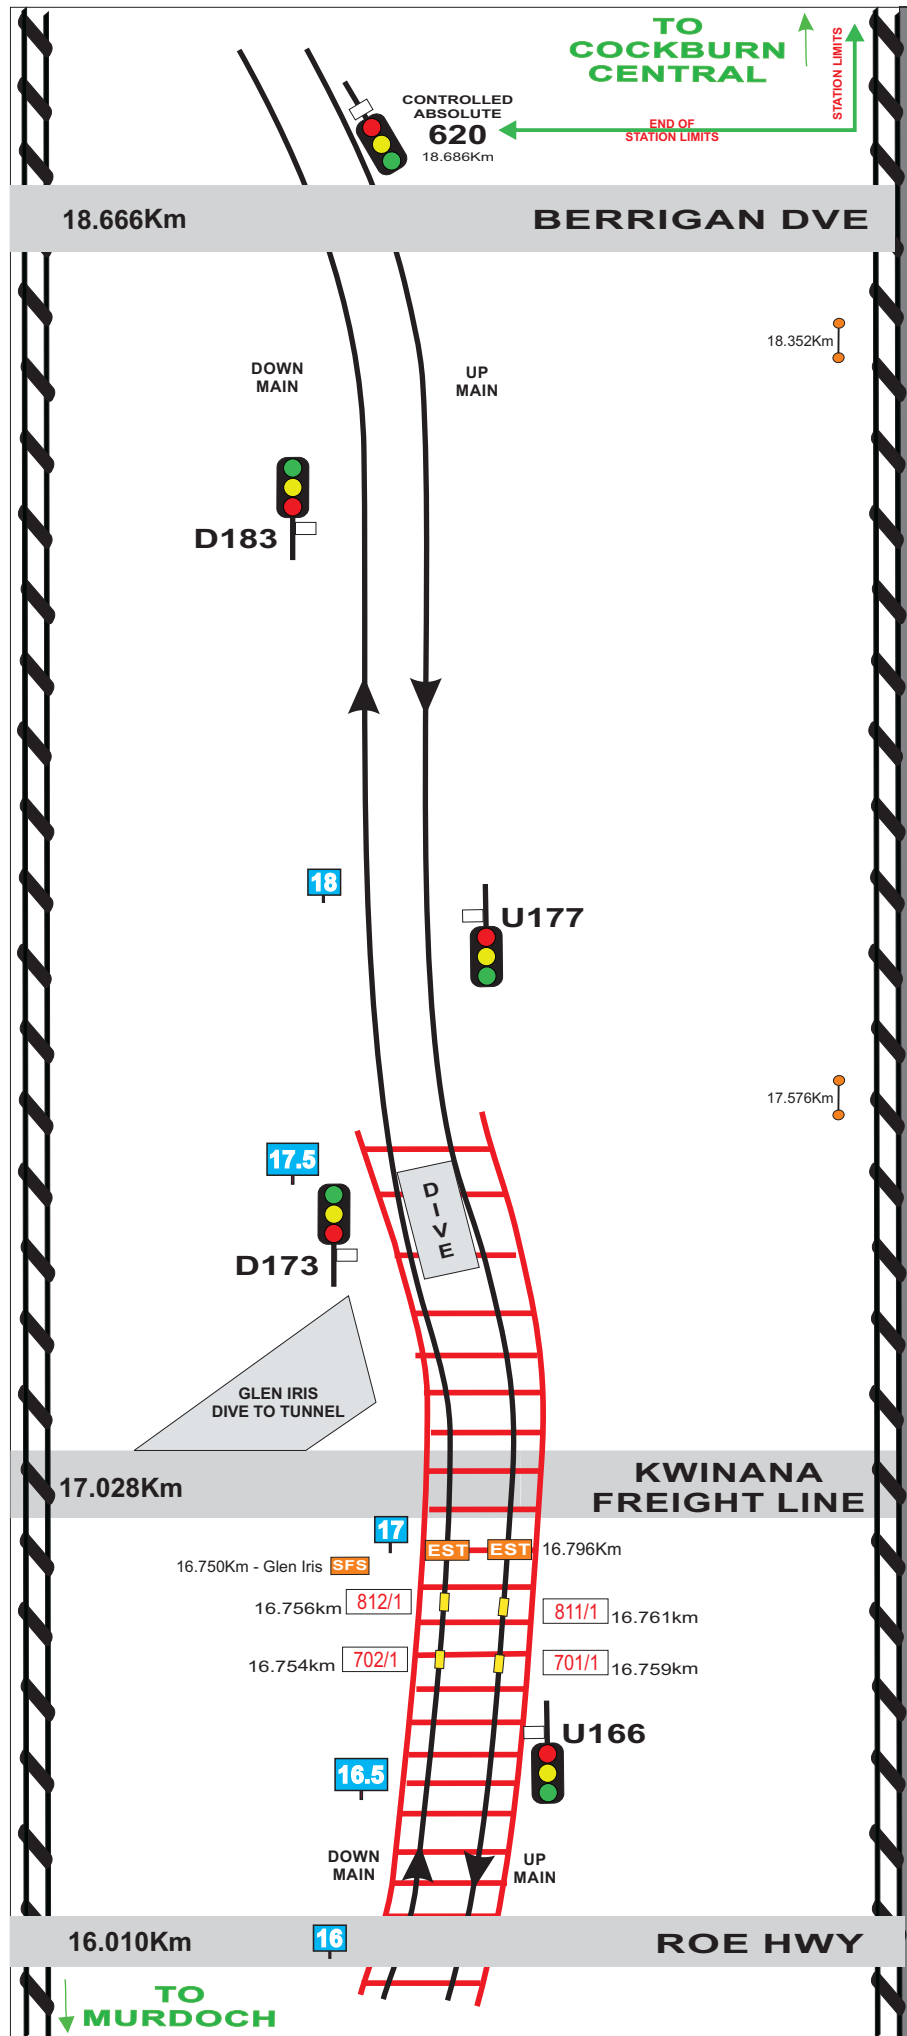 TO
COCKBURN
CENTRAL
STATION LIMITS
CONTROLLED
ABSOLUTE
620
18.686Km
END OF
STATION LIMITS
18.666Km
BERRIGAN DVE
18.352Km
DOWN
MAIN
UP
MAIN
D183
18
U177
17.576Km
17.5
DIVE
D173
GLEN IRIS
DIVE TO TUNNEL
17.028Km
KWINANA
FREIGHT LINE
17
EST
EST
16.796Km
16.750Km - Glen Iris
SFS
16.756km
812/1
811/1
16.761km
16.754km
702/1
701/1
16.759km
U166
16.5
DOWN
MAIN
UP
MAIN
16.010Km
16
ROE HWY
TO
MURDOCH